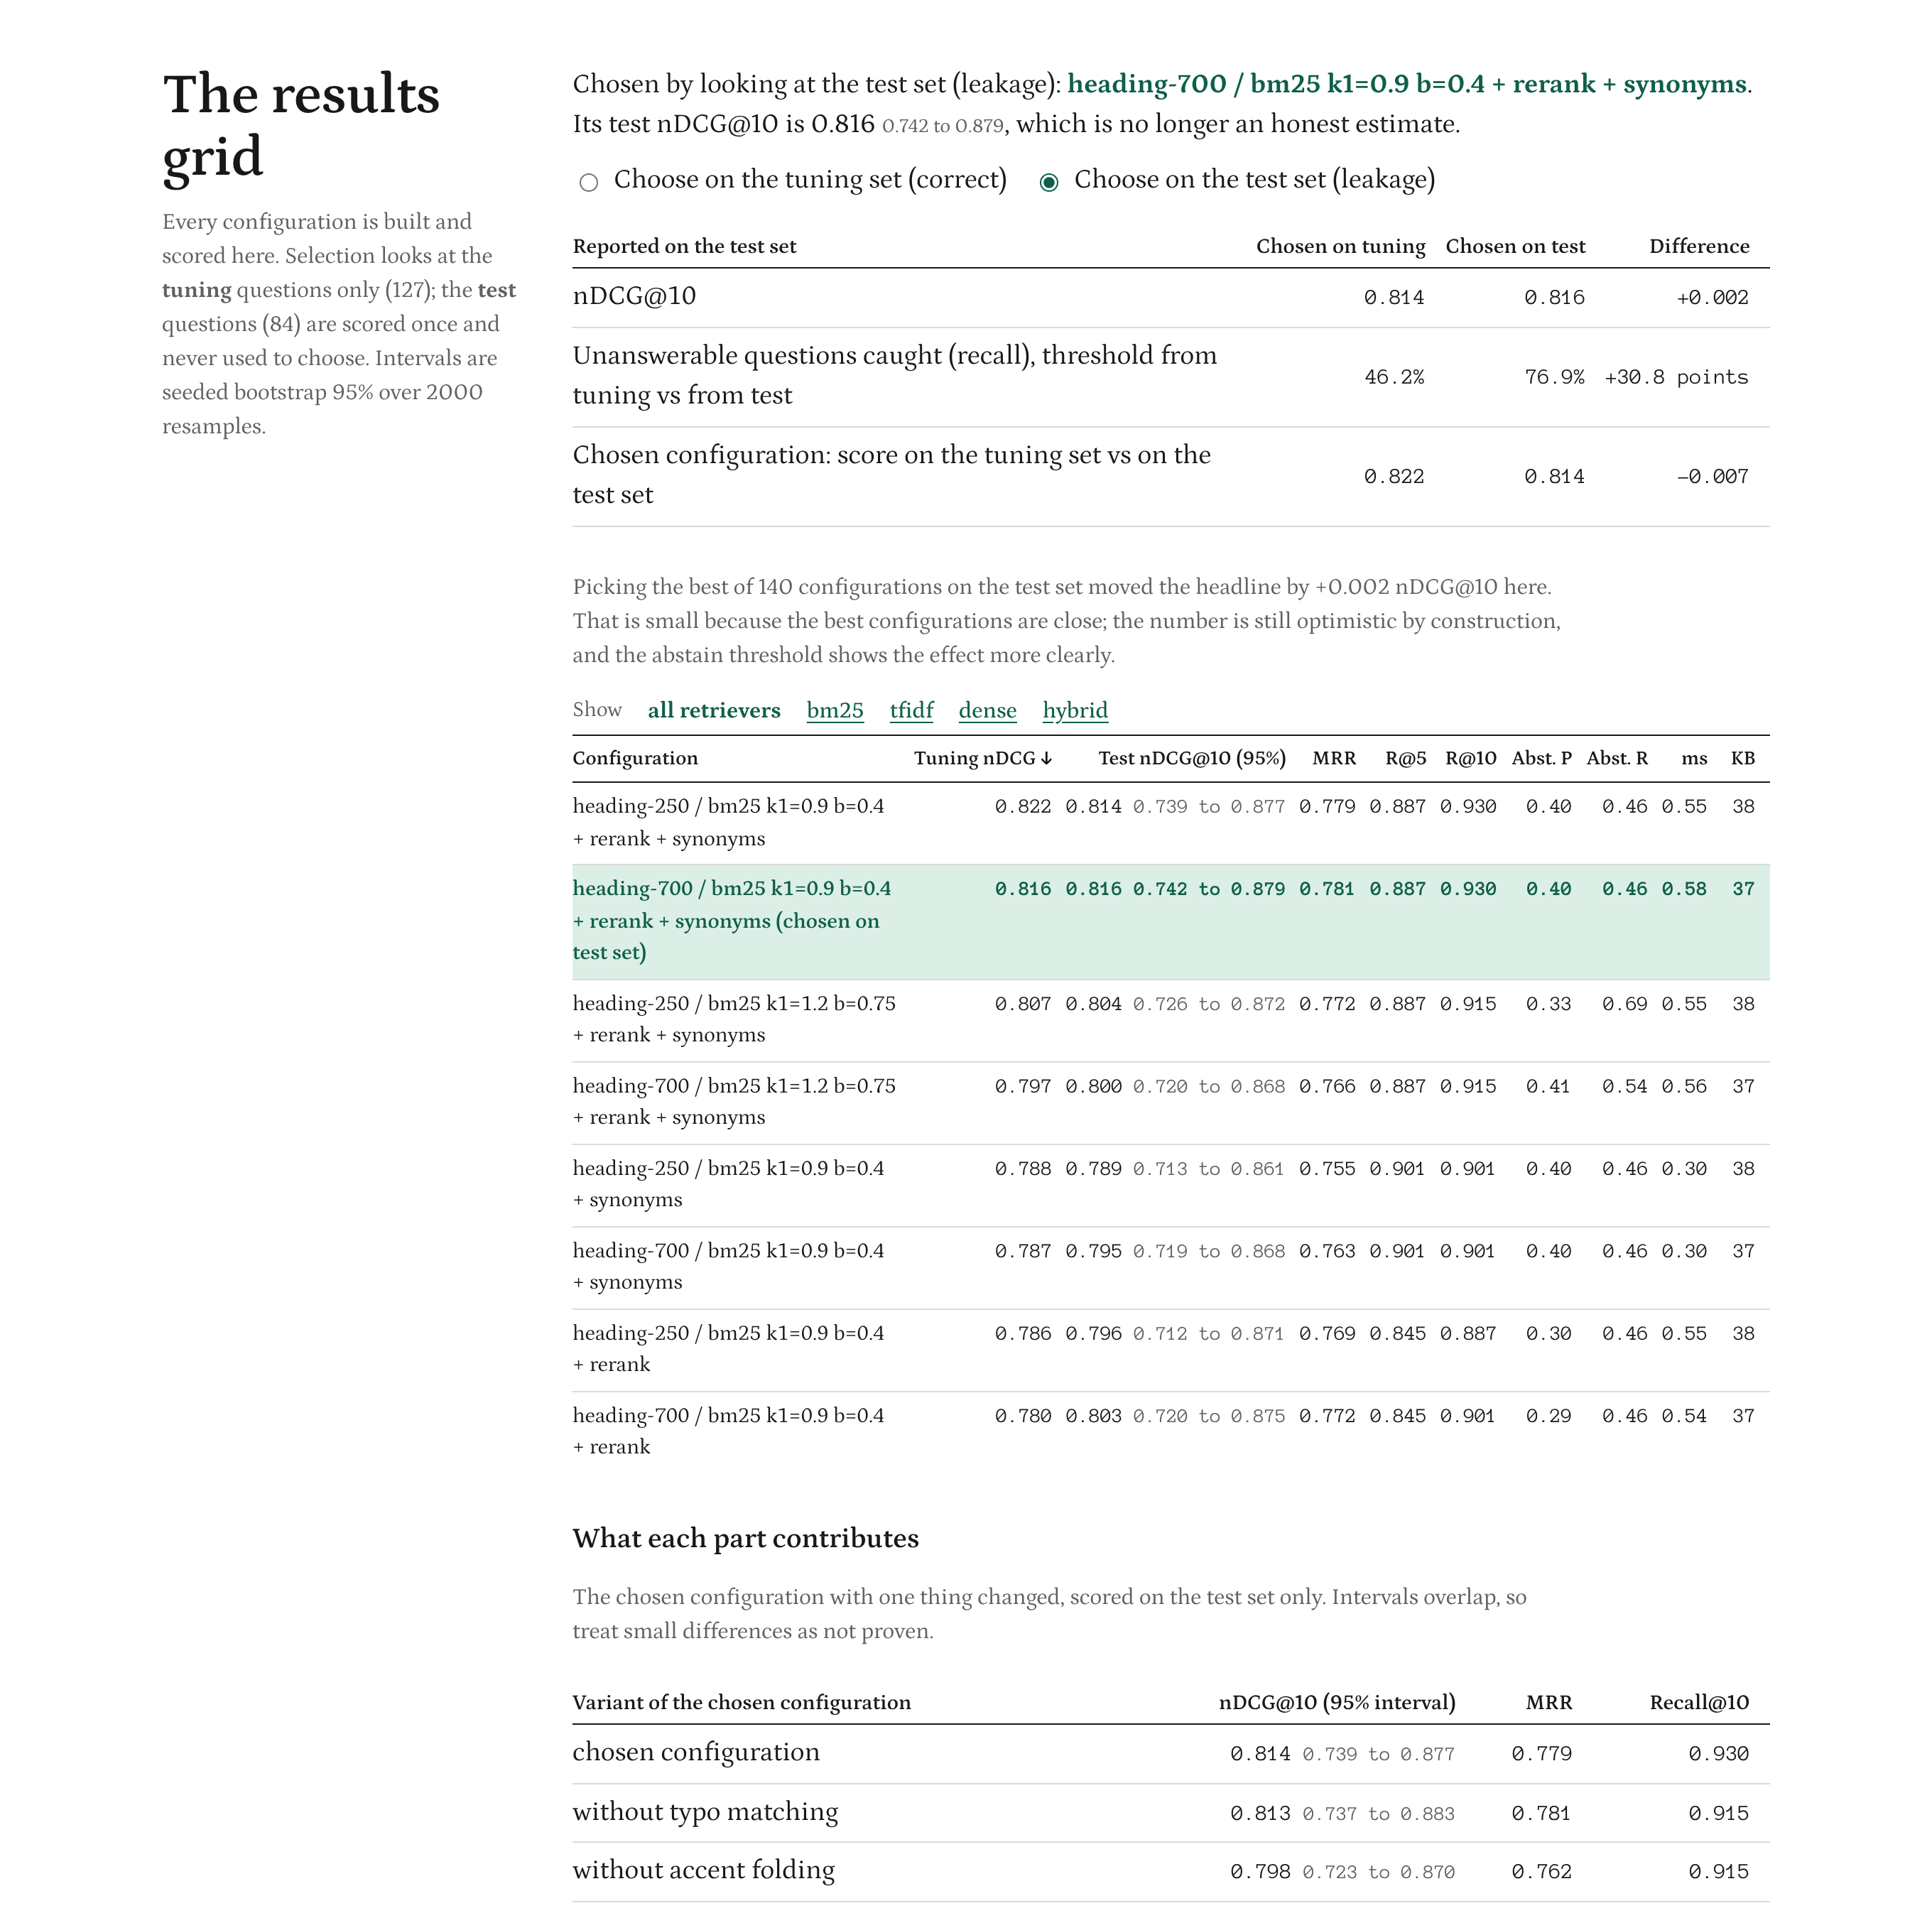 The results
grid
Every configuration is built and
scored here. Selection looks at the
tuning questions only (127); the test
questions (84) are scored once and
never used to choose. Intervals are
seeded bootstrap 95% over 2000
resamples.
Chosen by looking at the test set (leakage): heading-700 / bm25 k1=0.9 b=0.4 + rerank + synonyms.
Its test nDCG@10 is 0.816 0.742 to 0.879, which is no longer an honest estimate.
Choose on the tuning set (correct) Choose on the test set (leakage)
Reported on the test set Chosen on tuning Chosen on test Difference
nDCG@10 0.814 0.816 +0.002
Unanswerable questions caught (recall), threshold from
tuning vs from test 46.2% 76.9% +30.8 points
Chosen configuration: score on the tuning set vs on the
test set 0.822 0.814 −0.007
Picking the best of 140 configurations on the test set moved the headline by +0.002 nDCG@10 here.
That is small because the best configurations are close; the number is still optimistic by construction,
and the abstain threshold shows the effect more clearly.
Show all retrievers bm25 tfidf dense hybrid
Configuration Tuning nDCG ↓ Test nDCG@10 (95%) MRR R@5 R@10 Abst. P Abst. R ms KB
heading-250 / bm25 k1=0.9 b=0.4 0.822 0.814 0.739 to 0.877 0.779 0.887 0.930 0.40 0.46 0.55 38
+ rerank + synonyms
heading-700 / bm25 k1=0.9 b=0.4 0.816 0.816 0.742 to 0.879 0.781 0.887 0.930 0.40 0.46 0.58 37
+ rerank + synonyms (chosen on
test set)
heading-250 / bm25 k1=1.2 b=0.75 0.807 0.804 0.726 to 0.872 0.772 0.887 0.915 0.33 0.69 0.55 38
+ rerank + synonyms
heading-700 / bm25 k1=1.2 b=0.75 0.797 0.800 0.720 to 0.868 0.766 0.887 0.915 0.41 0.54 0.56 37
+ rerank + synonyms
heading-250 / bm25 k1=0.9 b=0.4 0.788 0.789 0.713 to 0.861 0.755 0.901 0.901 0.40 0.46 0.30 38
+ synonyms
heading-700 / bm25 k1=0.9 b=0.4 0.787 0.795 0.719 to 0.868 0.763 0.901 0.901 0.40 0.46 0.30 37
+ synonyms
heading-250 / bm25 k1=0.9 b=0.4 0.786 0.796 0.712 to 0.871 0.769 0.845 0.887 0.30 0.46 0.55 38
+ rerank
heading-700 / bm25 k1=0.9 b=0.4 0.780 0.803 0.720 to 0.875 0.772 0.845 0.901 0.29 0.46 0.54 37
+ rerank
What each part contributes
The chosen configuration with one thing changed, scored on the test set only. Intervals overlap, so
treat small differences as not proven.
Variant of the chosen configuration nDCG@10 (95% interval) MRR Recall@10
chosen configuration 0.814 0.739 to 0.877 0.779 0.930
without typo matching 0.813 0.737 to 0.883 0.781 0.915
without accent folding 0.798 0.723 to 0.870 0.762 0.915